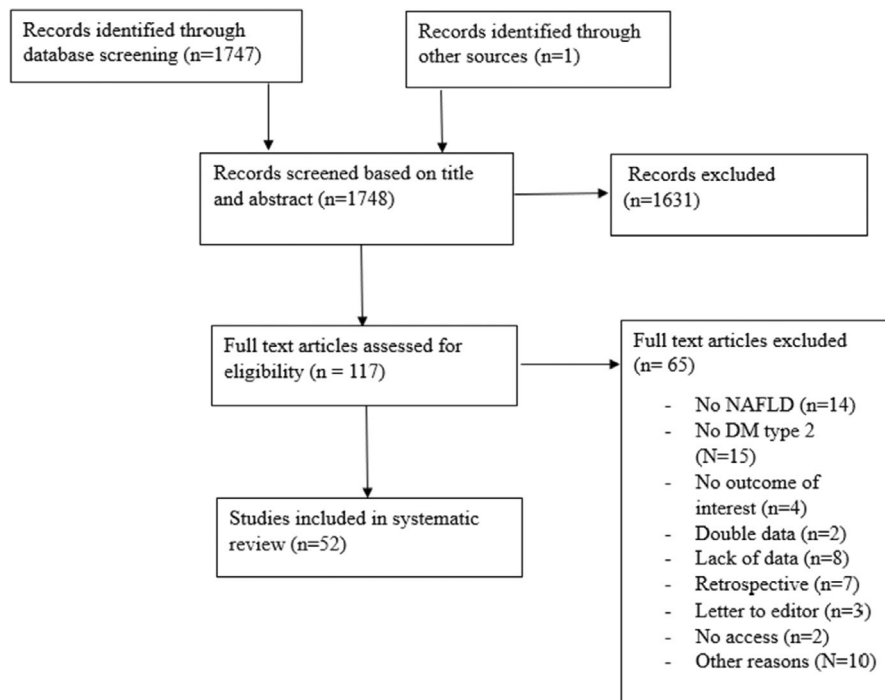 Records identified through
database screening (n=1747)
Records identified through
other sources (n=1)
Records screened based on title
and abstract (n=1748)
Records excluded
(n=1631)
Full text articles assessed for
eligibility (n = 117)
Full text articles excluded
(n= 65)
- No NAFLD (n=14)
- No DM type 2
(N=15)
- No outcome of
interest (n=4)
- Double data (n=2)
- Lack of data (n=8)
- Retrospective (n=7)
- Letter to editor (n=3)
- No access (n=2)
- Other reasons (N=10)
Studies included in systematic
review (n=52)